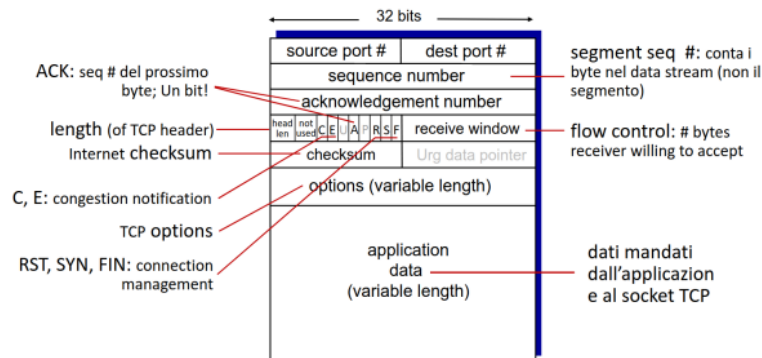 32 bits
source port # dest port #
sequence number
acknowledgement number
head len not used C E U A P R S F receive window
checksum Urg data pointer
options (variable length)
application
data
(variable length)
ACK: seq # del prossimo
byte; Un bit!
length (of TCP header)
Internet checksum
C, E: congestion notification
TCP options
RST, SYN, FIN: connection
management
segment seq #: conta i
byte nel data stream (non il
segmento)
flow control: # bytes
receiver willing to accept
dati mandati
dall'applicazion
e al socket TCP